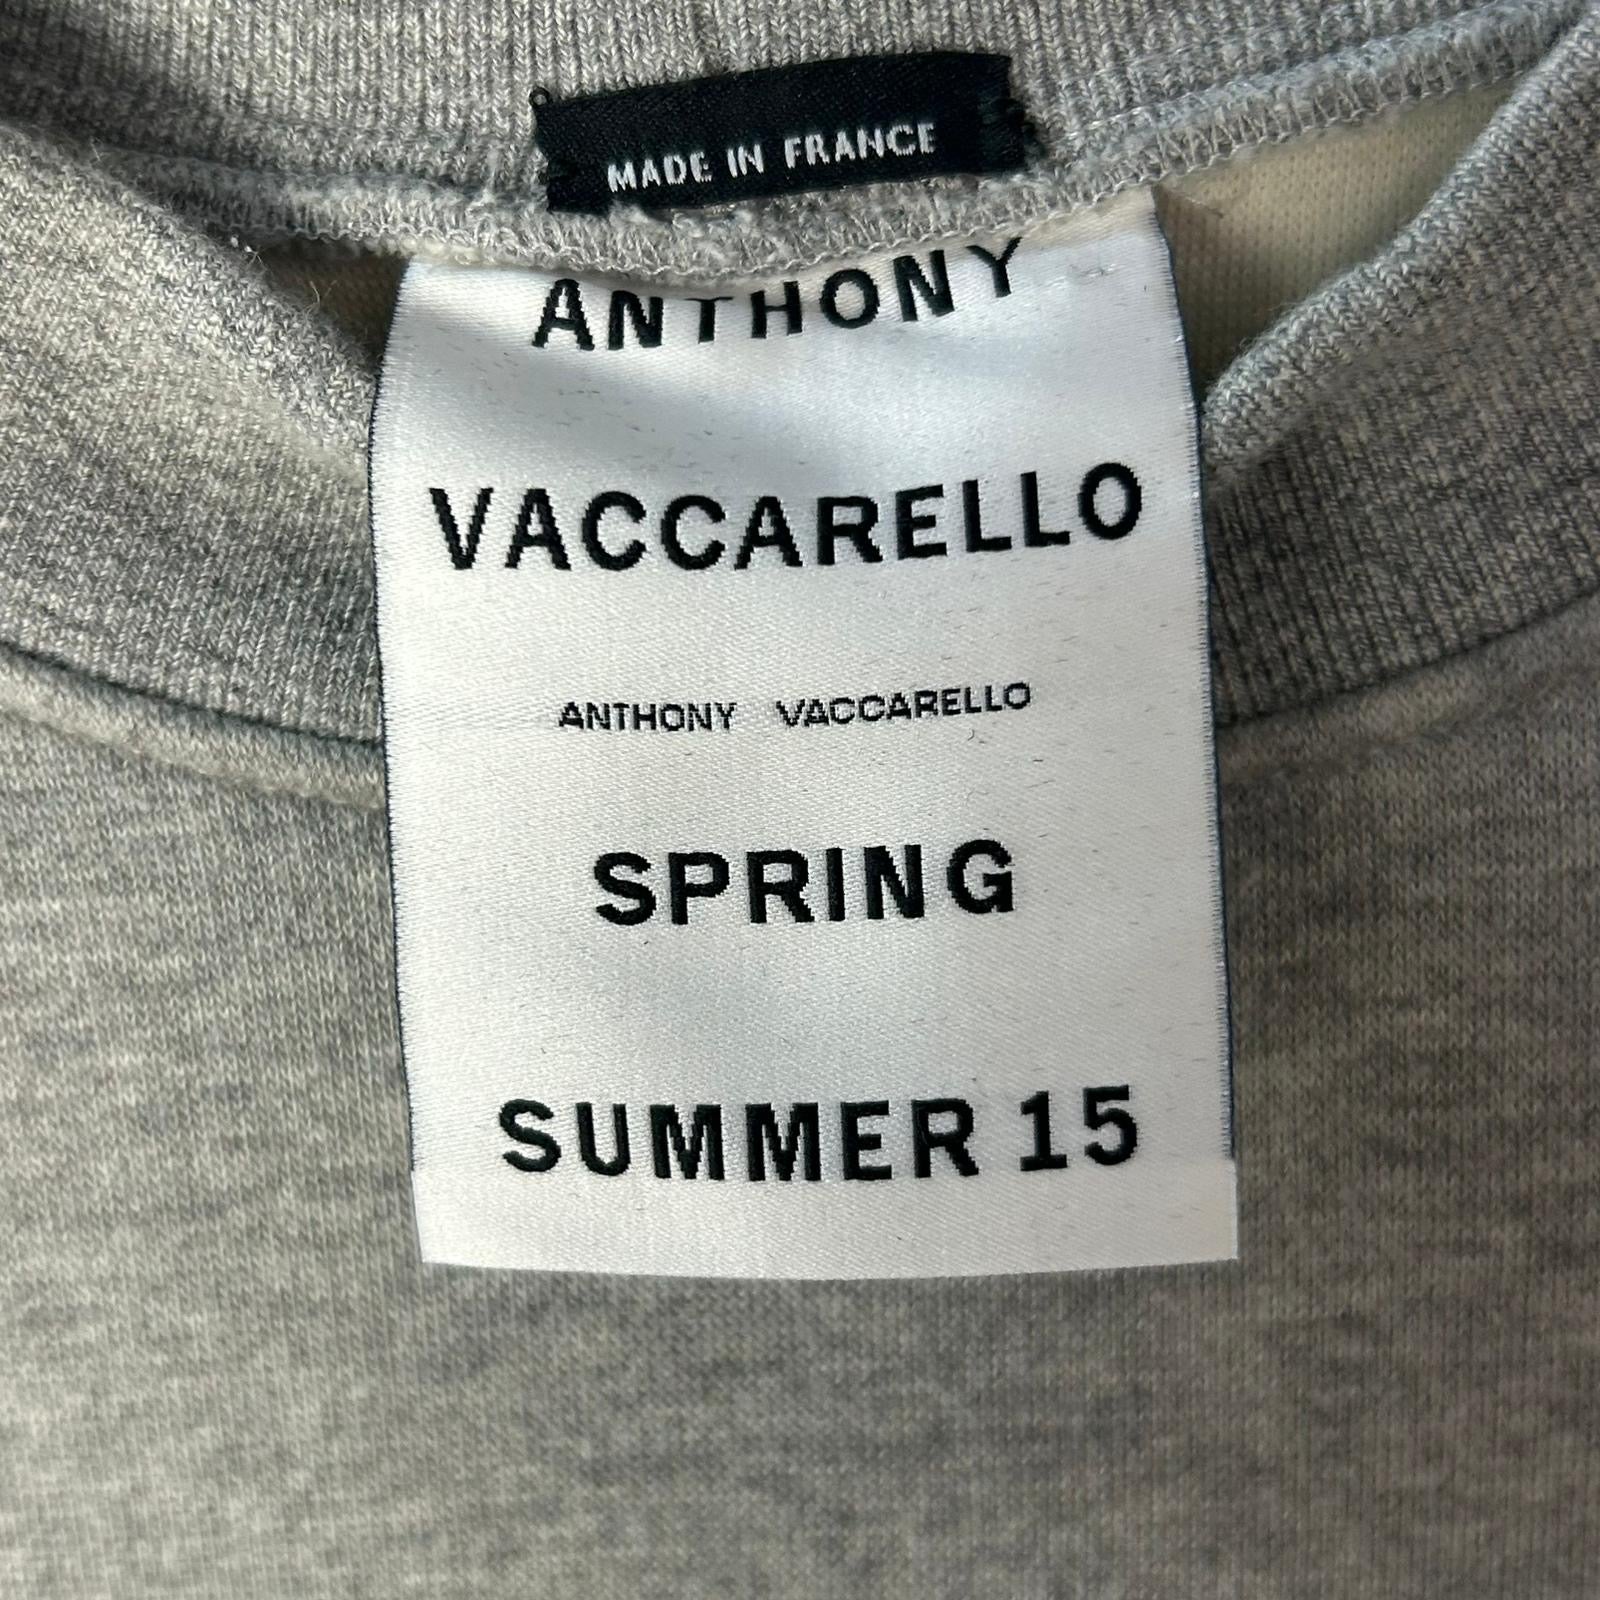 MADE IN FRANCE
ANTHONY
VACCARELLO
ANTHONY VACCARELLO
SPRING
SUMMER 15